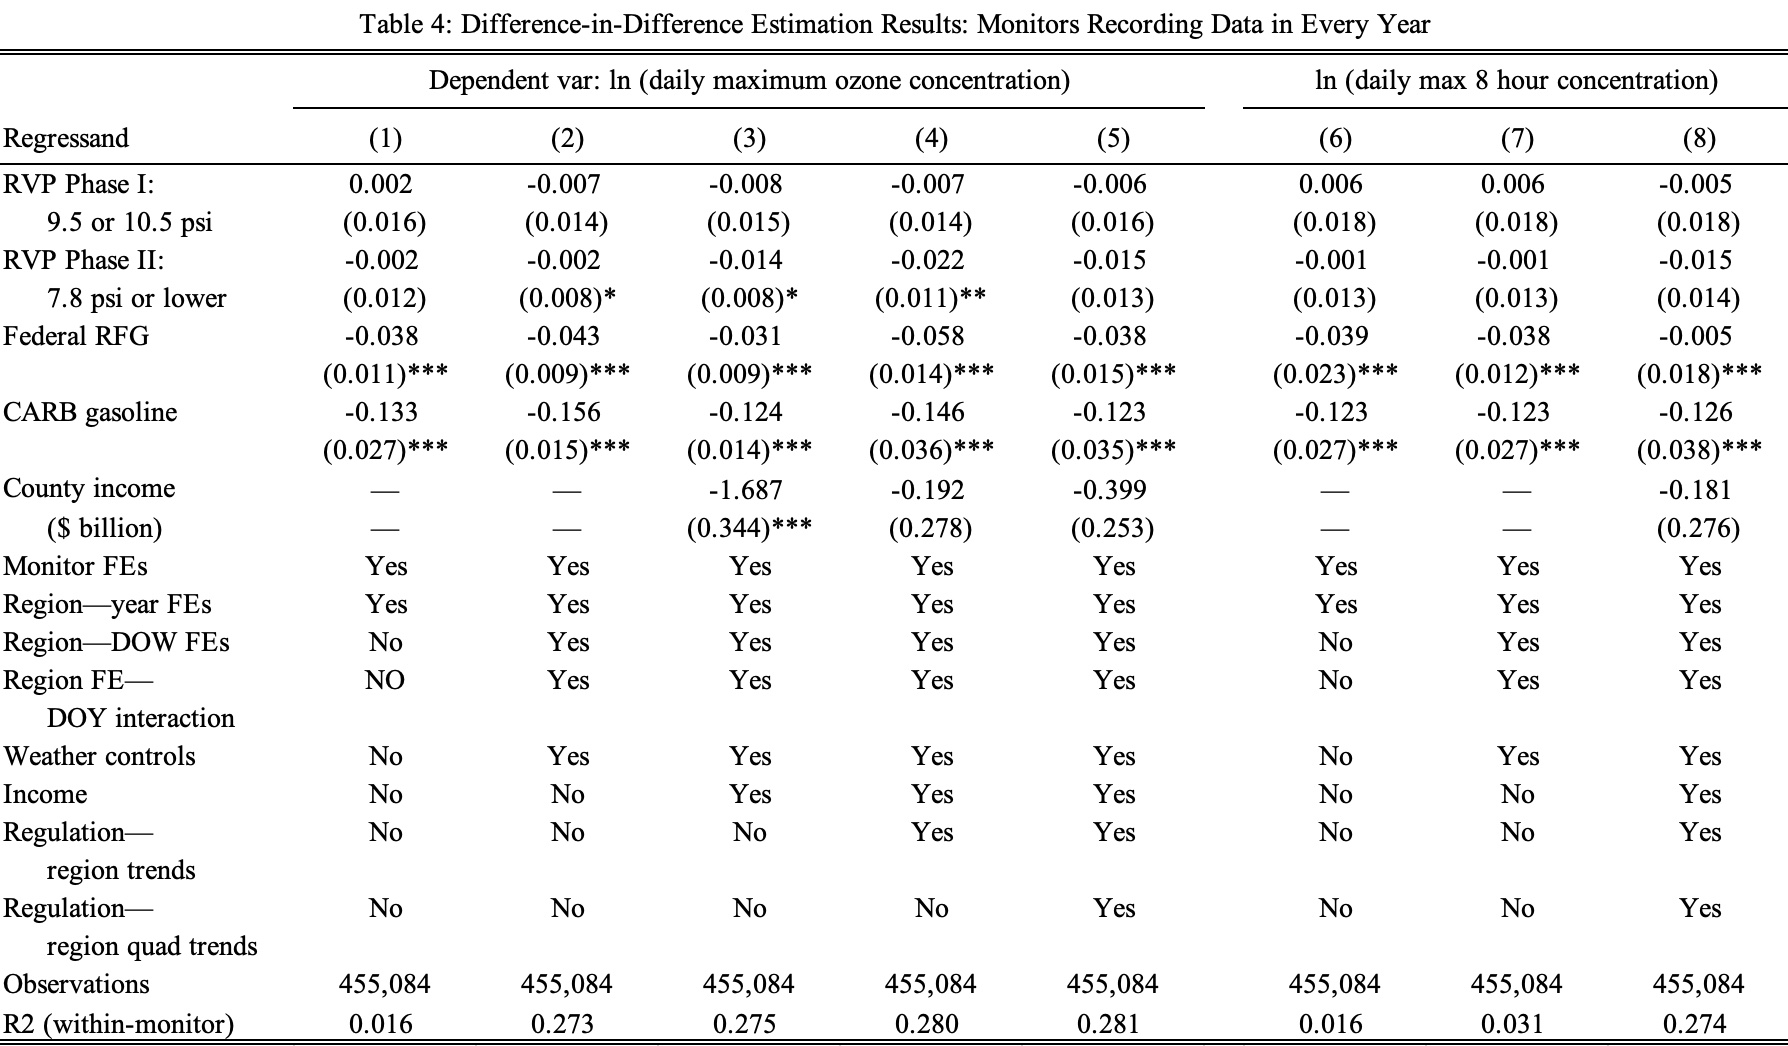 Table 4: Difference-in-Difference Estimation Results: Monitors Recording Data in Every Year
Dependent var: ln (daily maximum ozone concentration) ln (daily max 8 hour concentration)
Regressand (1) (2) (3) (4) (5) (6) (7) (8)
RVP Phase I: 0.002 -0.007 -0.008 -0.007 -0.006 0.006 0.006 -0.005
9.5 or 10.5 psi (0.016) (0.014) (0.015) (0.014) (0.016) (0.018) (0.018) (0.018)
RVP Phase II: -0.002 -0.002 -0.014 -0.022 -0.015 -0.001 -0.001 -0.015
7.8 psi or lower (0.012) (0.008)* (0.008)* (0.011)** (0.013) (0.013) (0.013) (0.014)
Federal RFG -0.038 -0.043 -0.031 -0.058 -0.038 -0.039 -0.038 -0.005
(0.011)*** (0.009)*** (0.009)*** (0.014)*** (0.015)*** (0.023)*** (0.012)*** (0.018)***
CARB gasoline -0.133 -0.156 -0.124 -0.146 -0.123 -0.123 -0.123 -0.126
(0.027)*** (0.015)*** (0.014)*** (0.036)*** (0.035)*** (0.027)*** (0.027)*** (0.038)***
County income — — -1.687 -0.192 -0.399 — — -0.181
($ billion) — — (0.344)*** (0.278) (0.253) — — (0.276)
Monitor FEs Yes Yes Yes Yes Yes Yes Yes Yes
Region—year FEs Yes Yes Yes Yes Yes Yes Yes Yes
Region—DOW FEs No Yes Yes Yes Yes No Yes Yes
Region FE— NO Yes Yes Yes Yes No Yes Yes
DOY interaction
Weather controls No Yes Yes Yes Yes No Yes Yes
Income No No Yes Yes Yes No No Yes
Regulation— No No No Yes Yes No No Yes
region trends
Regulation— No No No No Yes No No Yes
region quad trends
Observations 455,084 455,084 455,084 455,084 455,084 455,084 455,084 455,084
R2 (within-monitor) 0.016 0.273 0.275 0.280 0.281 0.016 0.031 0.274